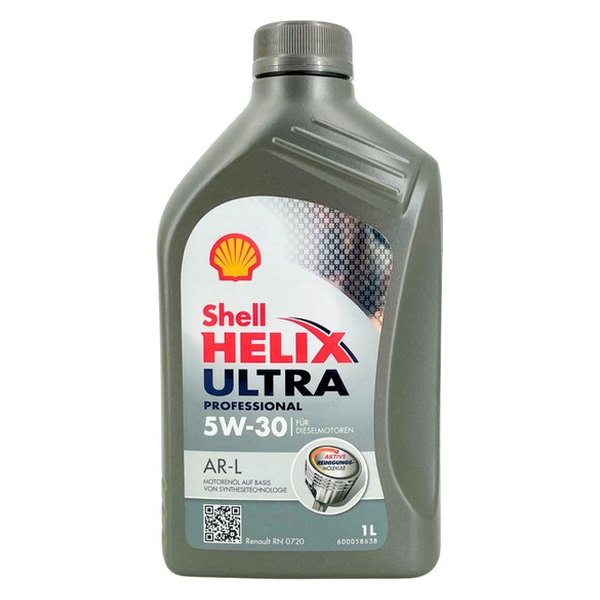 Shell
HELIX
ULTRA
PROFESSIONAL
5W-30 FÜR
DIESELMOTOREN
AR-L
MOTORENÖL AUF BASIS
VON SYNTHESETECHNOLOGIE
AKTIVE
REINIGUNGS-
MOLEKÜLE
Renault RN 0720
1L
600058638